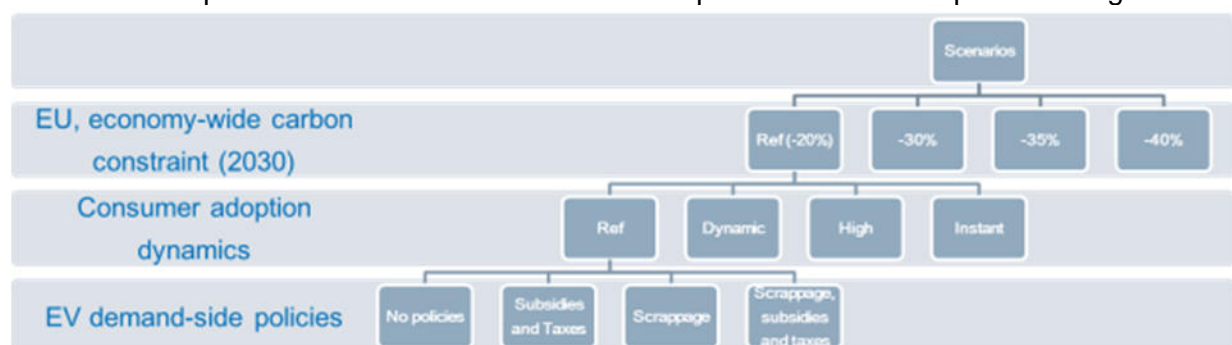 Scenarios
EU, economy-wide carbon
constraint (2030)
Ref (-20%)
-30%
-35%
-40%
Consumer adoption
dynamics
Ref
Dynamic
High
Instant
EV demand-side policies
No policies
Subsidies
and Taxes
Scrappage
Scrappage,
subsidies
and taxes